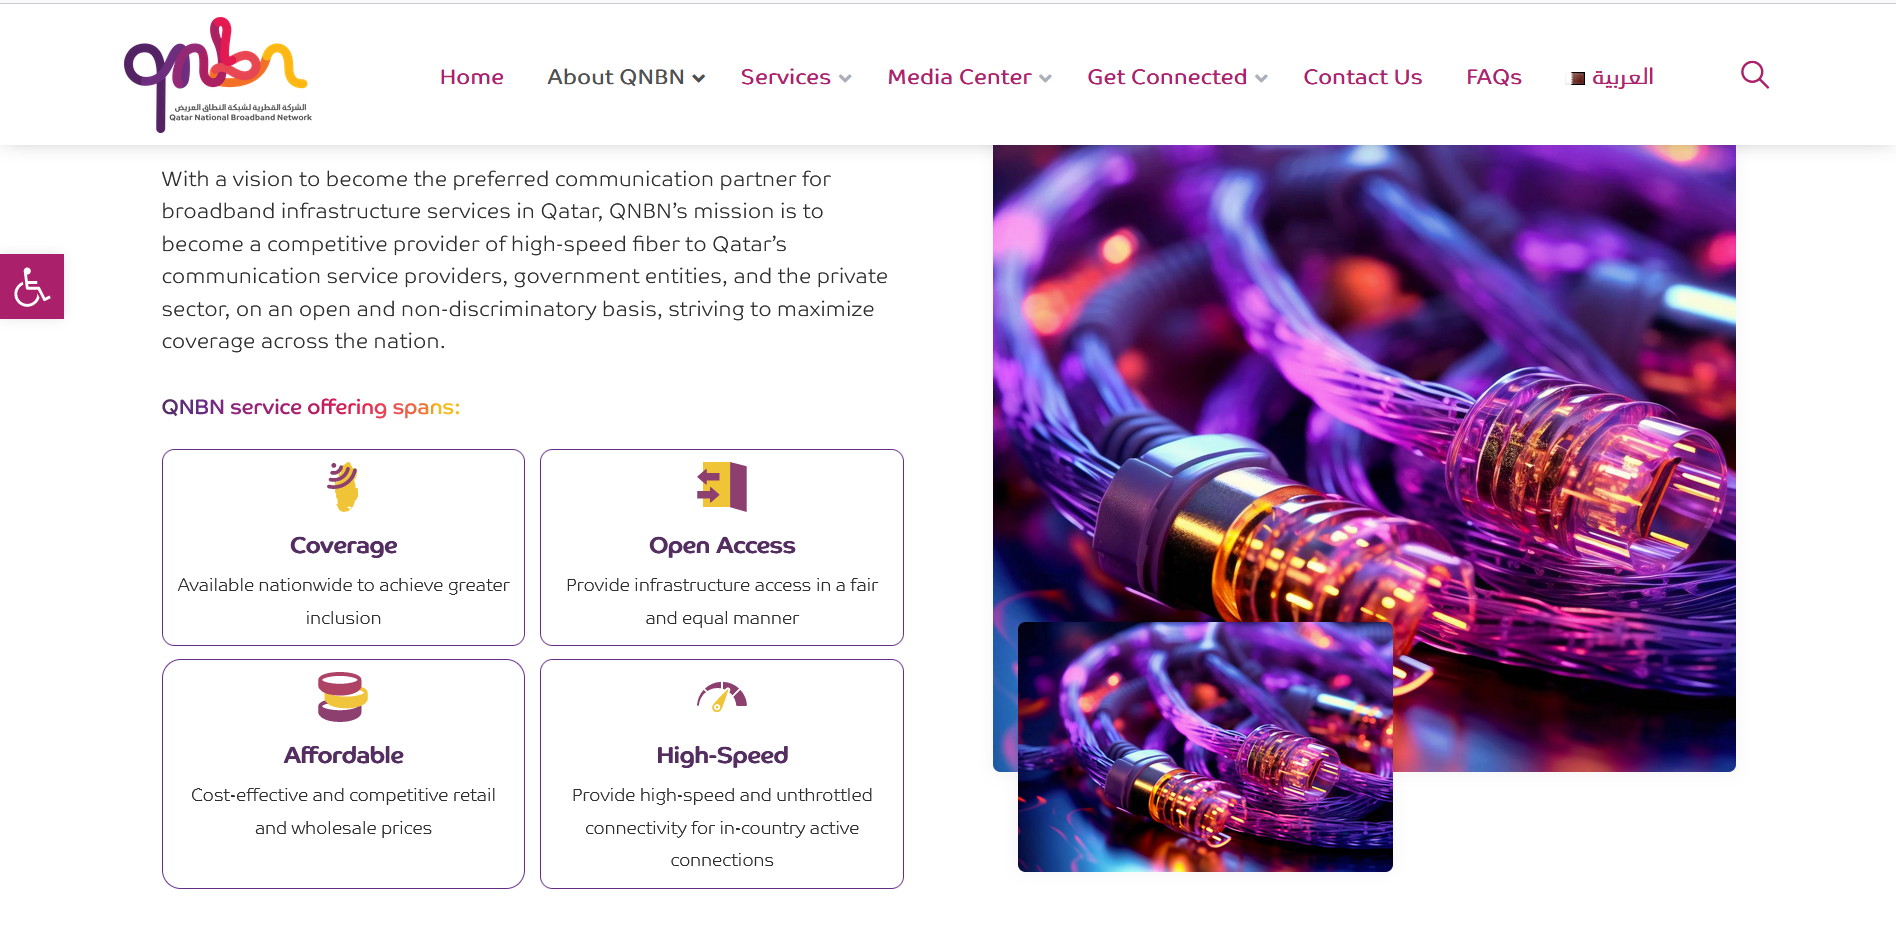 qnbn
الشركة القطرية لشبكة النطاق العريض
Qatar National Broadband Network
Home
About QNBN
Services
Media Center
Get Connected
Contact Us
FAQs
العربية
With a vision to become the preferred communication partner for
broadband infrastructure services in Qatar, QNBN’s mission is to
become a competitive provider of high-speed fiber to Qatar’s
communication service providers, government entities, and the private
sector, on an open and non-discriminatory basis, striving to maximize
coverage across the nation.
QNBN service offering spans:
Coverage
Available nationwide to achieve greater
inclusion
Open Access
Provide infrastructure access in a fair
and equal manner
Affordable
Cost-effective and competitive retail
and wholesale prices
High-Speed
Provide high-speed and unthrottled
connectivity for in-country active
connections